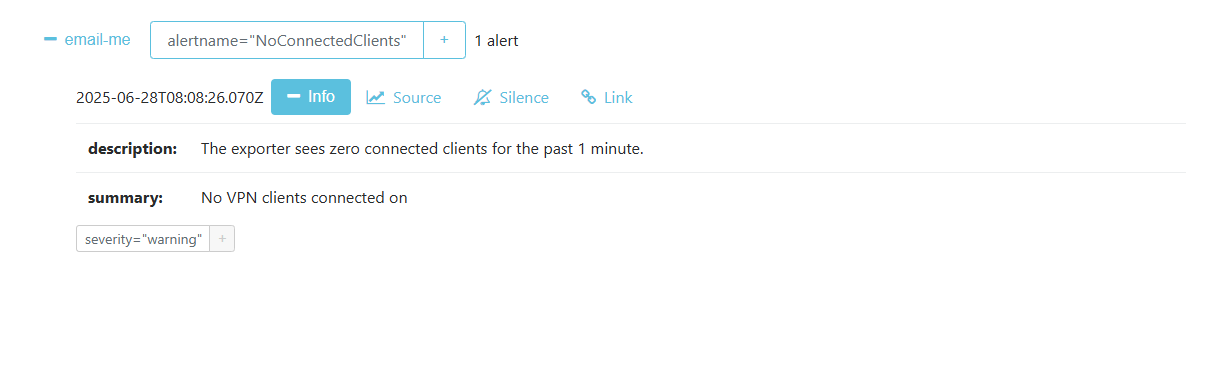 email-me alertname="NoConnectedClients" + 1 alert
2025-06-28T08:08:26.070Z Info Source Silence Link
description: The exporter sees zero connected clients for the past 1 minute.
summary: No VPN clients connected on
severity="warning" +